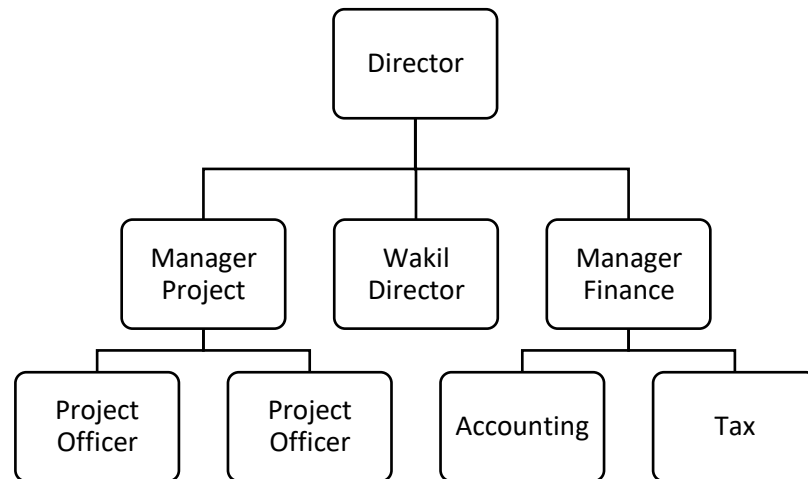 Director
Manager
Project
Wakil
Director
Manager
Finance
Project
Officer
Project
Officer
Accounting
Tax